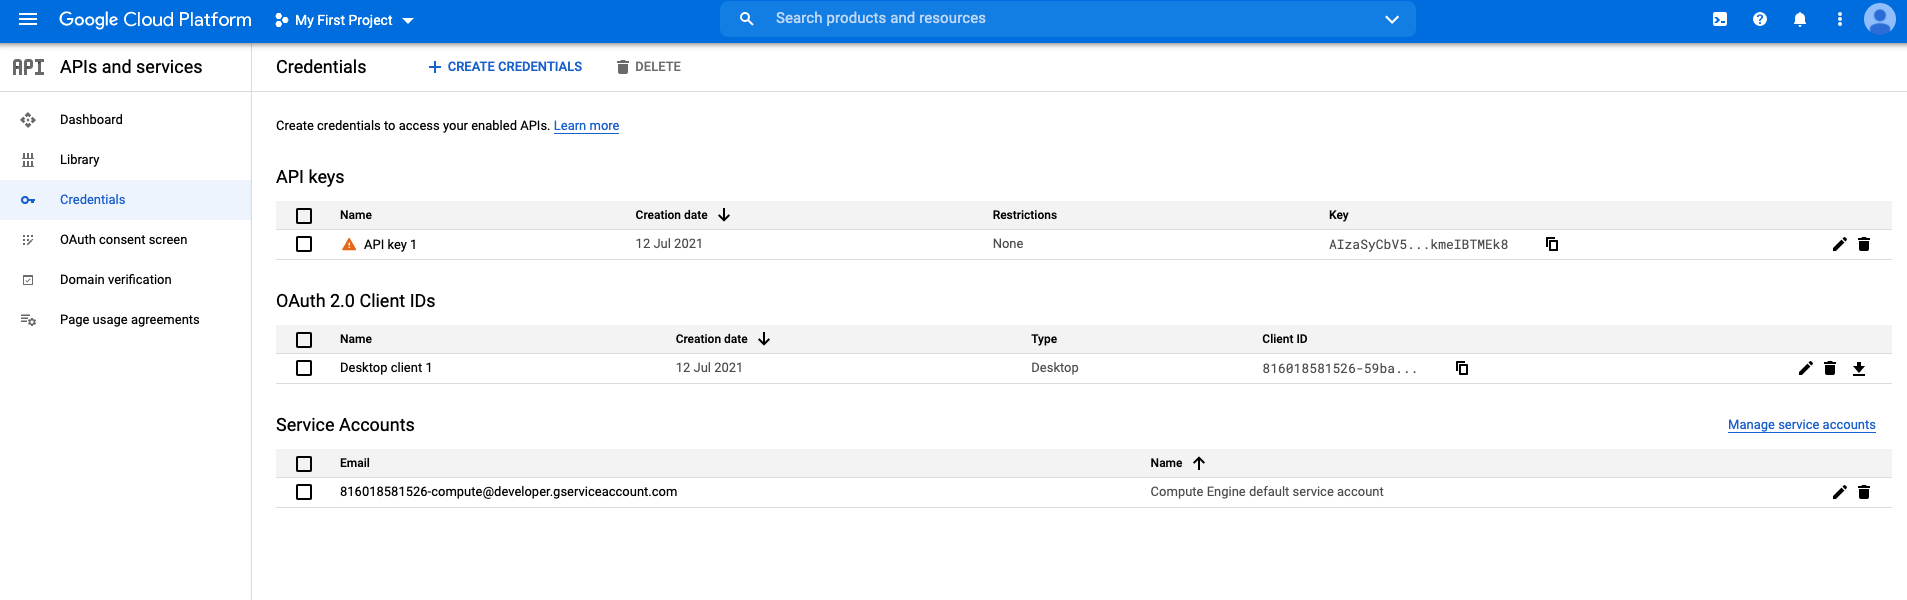 Google Cloud Platform My First Project Search products and resources
API APIs and services Credentials CREATE CREDENTIALS DELETE
Dashboard
Library
Credentials
OAuth consent screen
Domain verification
Page usage agreements
Create credentials to access your enabled APIs. Learn more
API keys
Name Creation date Restrictions Key
API key 1 12 Jul 2021 None AIzaSyCbV5...kmeIBTMEk8
OAuth 2.0 Client IDs
Name Creation date Type Client ID
Desktop client 1 12 Jul 2021 Desktop 816018581526-59ba...
Service Accounts Manage service accounts
Email Name
816018581526-compute@developer.gserviceaccount.com Compute Engine default service account